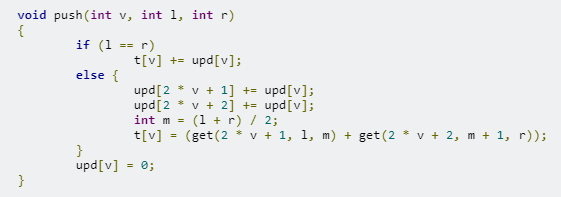 void push(int v, int l, int r)
{
        if (l == r)
                t[v] += upd[v];
        else {
                upd[2 * v + 1] += upd[v];
                upd[2 * v + 2] += upd[v];
                int m = (l + r) / 2;
                t[v] = (get(2 * v + 1, l, m) + get(2 * v + 2, m + 1, r));
        }
        upd[v] = 0;
}